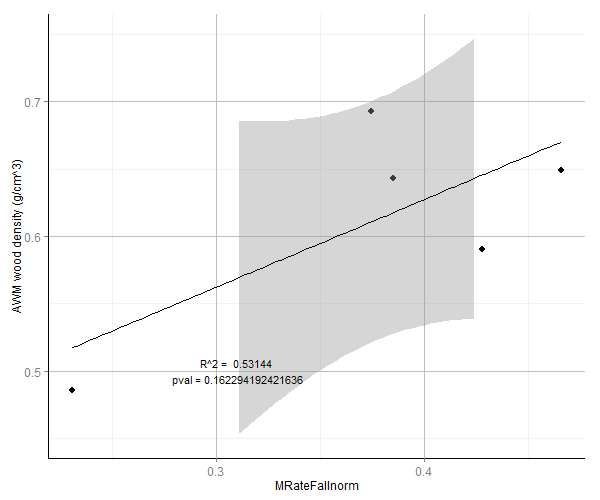 0.7
0.6
0.5
AWM wood density (g/cm^3)
R^2 = 0.53144
pval = 0.162294192421636
0.3
0.4
MRateFallnorm